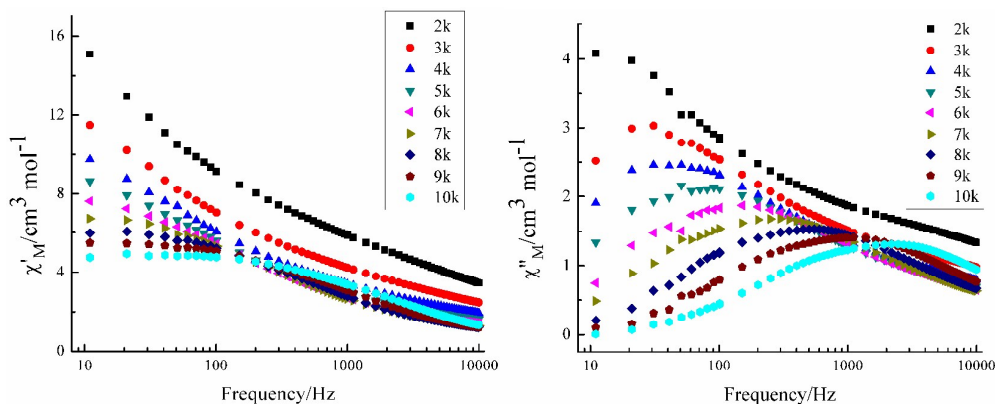 χ'M/cm3 mol-1
16
12
8
4
0
10
100
1000
10000
Frequency/Hz
2k
3k
4k
5k
6k
7k
8k
9k
10k
χ"M/cm3 mol-1
4
3
2
1
0
10
100
1000
10000
Frequency/Hz
2k
3k
4k
5k
6k
7k
8k
9k
10k